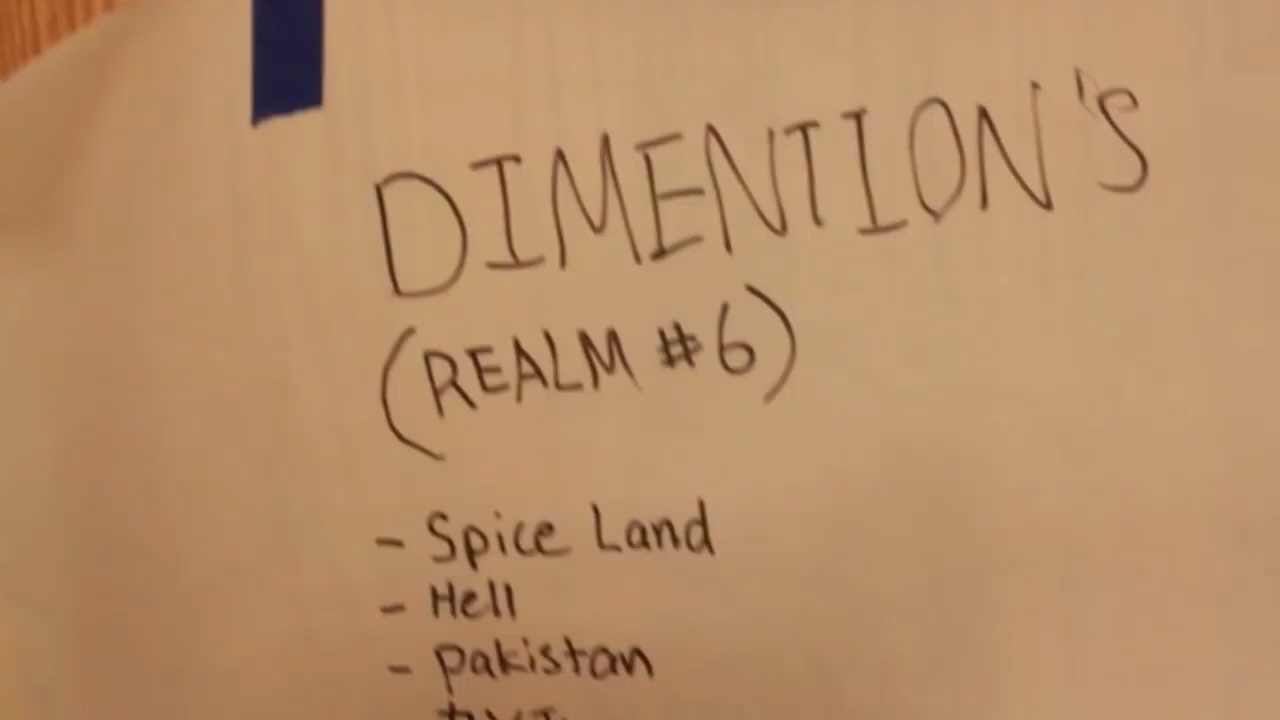 DIMENTION'S
(REALM #6)
- Spice Land
- Hell
- Pakistan